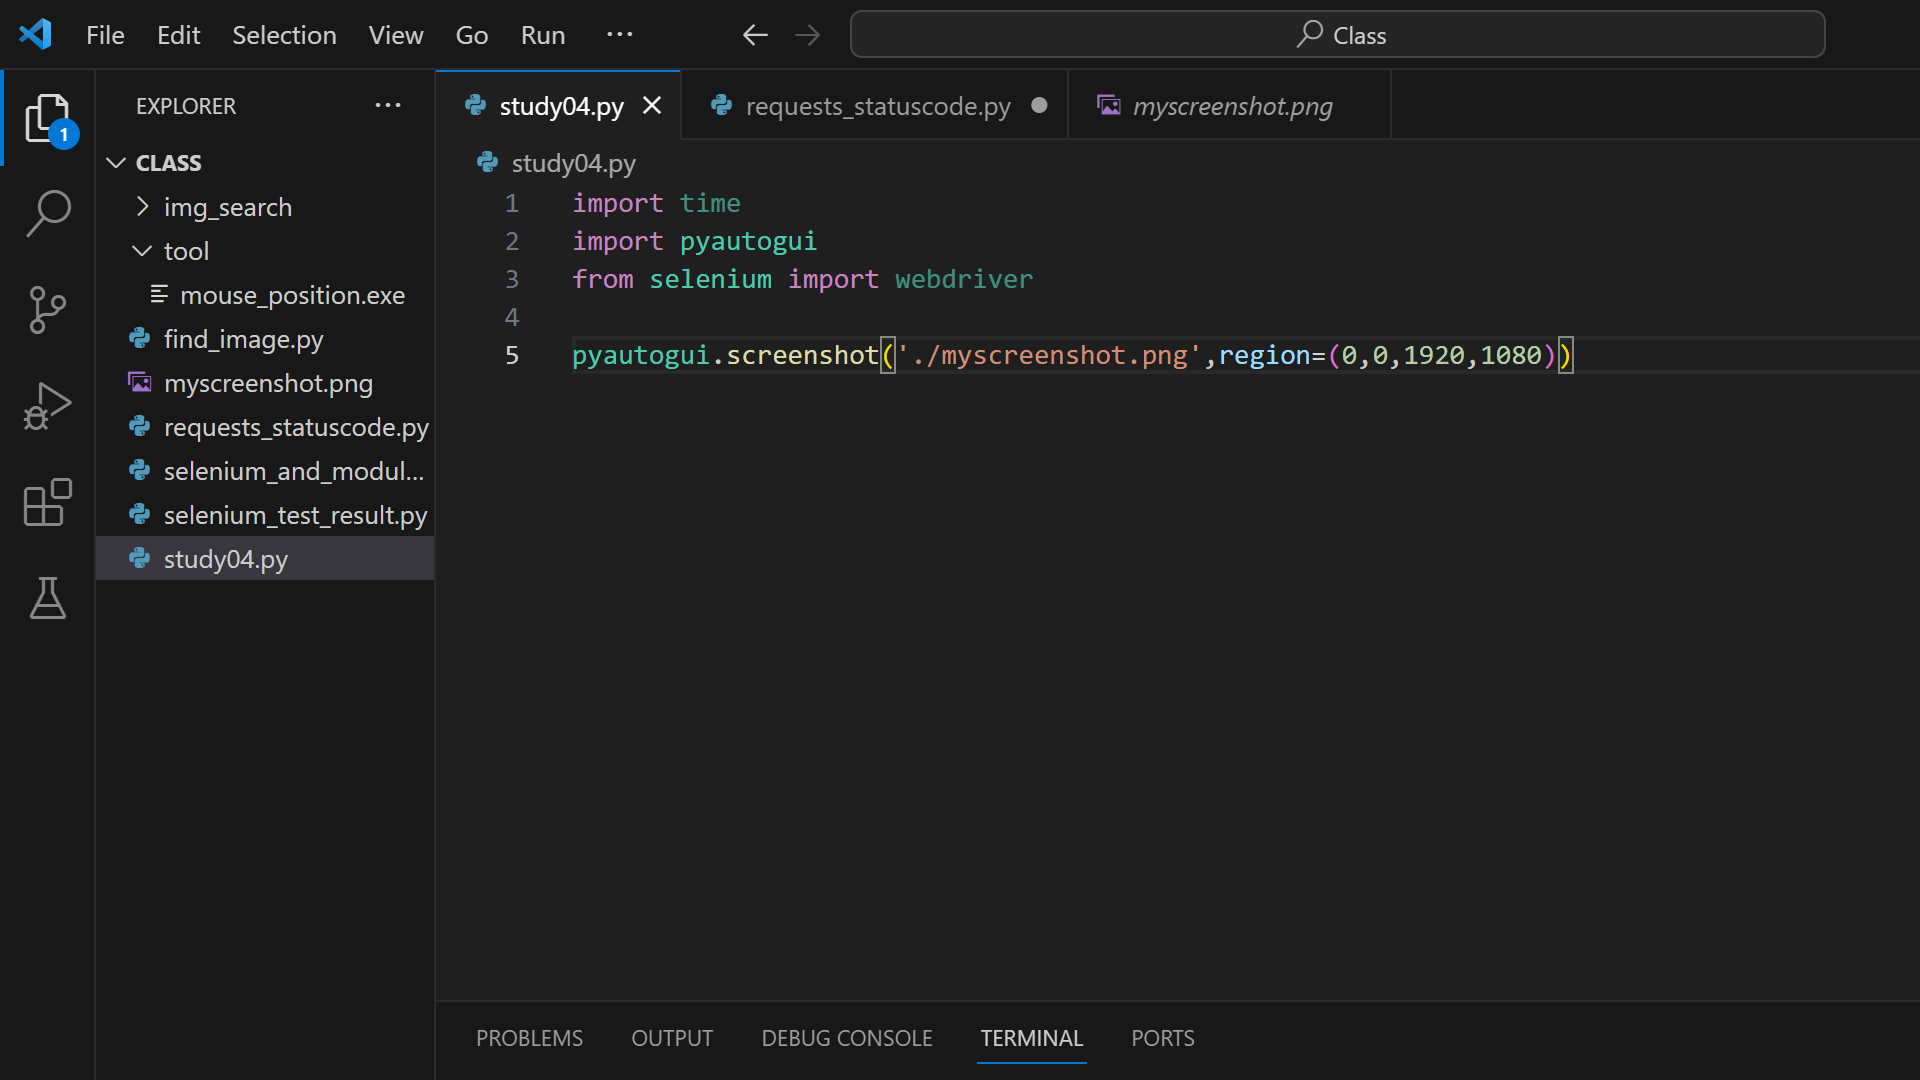 File Edit Selection View Go Run ··· Class
EXPLORER ···
study04.py requests_statuscode.py myscreenshot.png
1
CLASS
img_search
tool
mouse_position.exe
find_image.py
myscreenshot.png
requests_statuscode.py
selenium_and_modul...
selenium_test_result.py
study04.py
study04.py
1 import time
2 import pyautogui
3 from selenium import webdriver
4
5 pyautogui.screenshot('./myscreenshot.png',region=(0,0,1920,1080))
PROBLEMS OUTPUT DEBUG CONSOLE TERMINAL PORTS